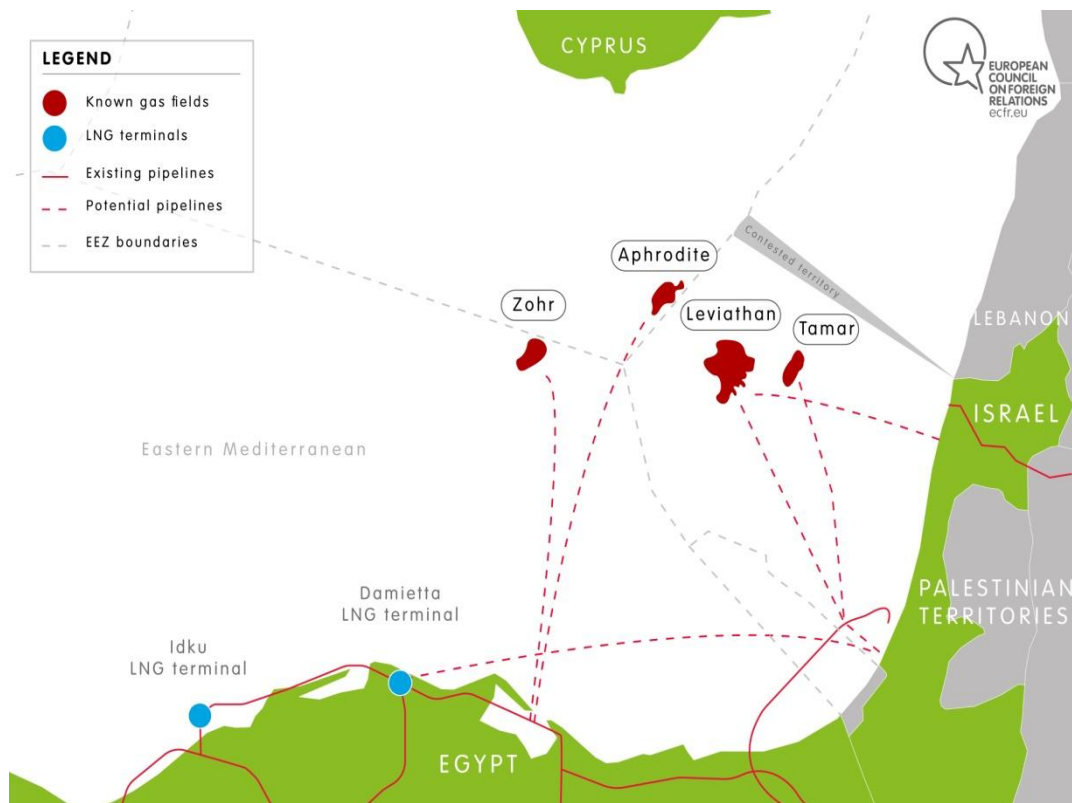 CYPRUS
EUROPEAN
COUNCIL
ON FOREIGN
RELATIONS
ecfr.eu
LEGEND
Known gas fields
LNG terminals
Existing pipelines
Potential pipelines
EEZ boundaries
Contested territory
Aphrodite
Zohr
Leviathan
Tamar
LEBANON
ISRAEL
Eastern Mediterranean
Damietta
LNG terminal
PALESTINIAN
TERRITORIES
Idku
LNG terminal
EGYPT